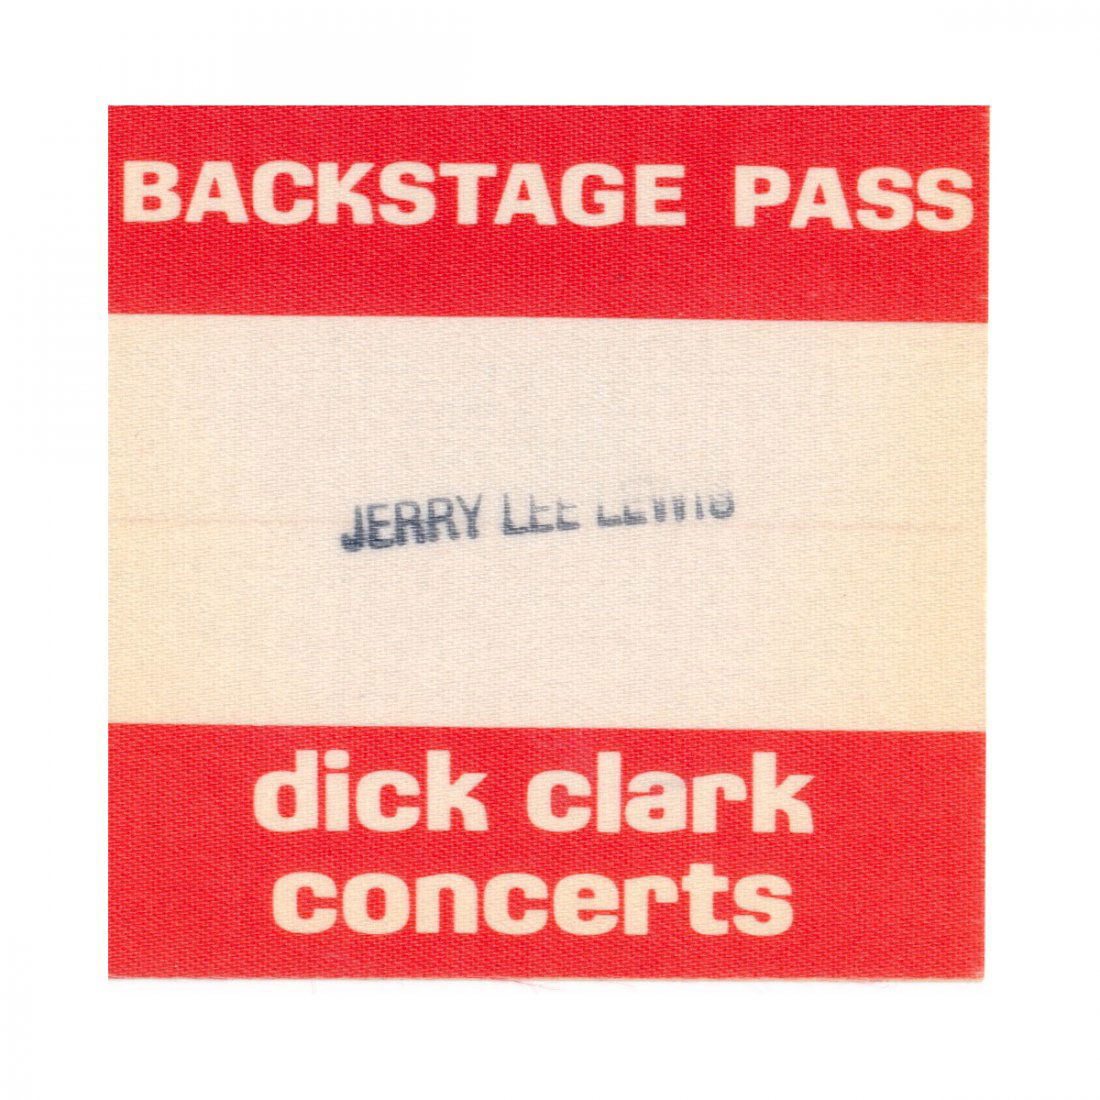 BACKSTAGE PASS
JERRY LEE LEWIS
dick clark
concerts